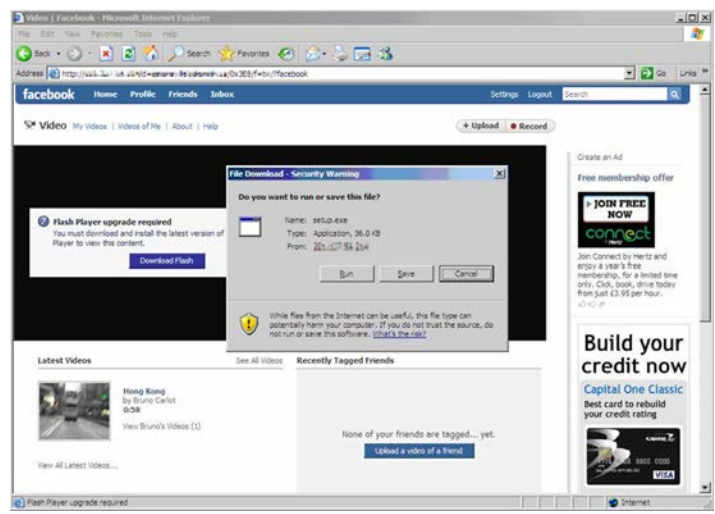 Video | Facebook - Microsoft Internet Explorer
File Edit View Favorites Tools Help
Back Search Favorites
Address http:// /0x3E8/f=tv/?facebook Go Links »
facebook Home Profile Friends Inbox Settings Logout Search
Video My Videos | Videos of Me | About | Help + Upload Record
Create an Ad
Free membership offer
JOIN FREE
NOW
connect
by Hertz
Join Connect by Hertz and
enjoy a year's free
membership, for a limited time
only. Click, book, drive today
from just £3.95 per hour.
File Download - Security Warning
Do you want to run or save this file?
Name: setup.exe
Type: Application, 36.0 KB
From:
Run Save Cancel
While files from the Internet can be useful, this file type can
potentially harm your computer. If you do not trust the source, do
not run or save this software. What's the risk?
Flash Player upgrade required
You must download and install the latest version of
Player to view this content.
Download Flash
Latest Videos See All Videos
Hong Kong
by Bruno Carlot
0:58
View Bruno's Videos (1)
View All Latest Videos...
Recently Tagged Friends
None of your friends are tagged... yet.
Upload a video of a friend
Build your
credit now
Capital One Classic
Best card to rebuild
your credit rating
VISA
Flash Player upgrade required Internet